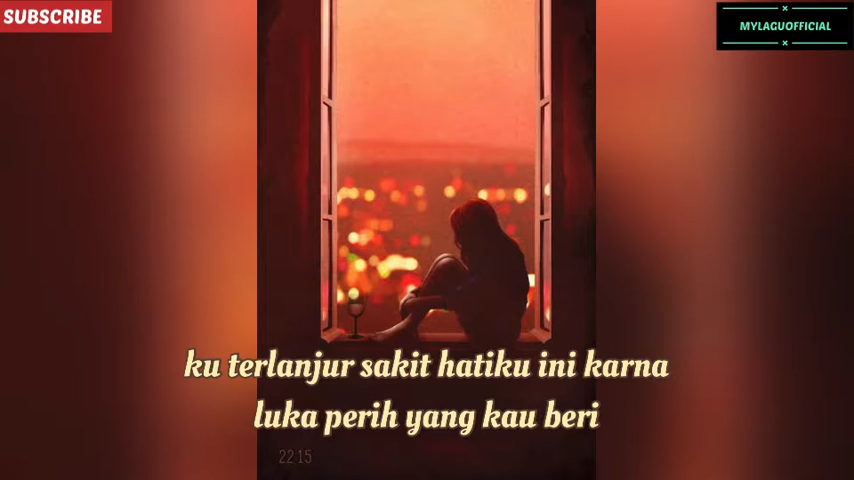 SUBSCRIBE
MYLAGUOFFICIAL
ku terlanjur sakit hatiku ini karna
luka perih yang kau beri
22 15